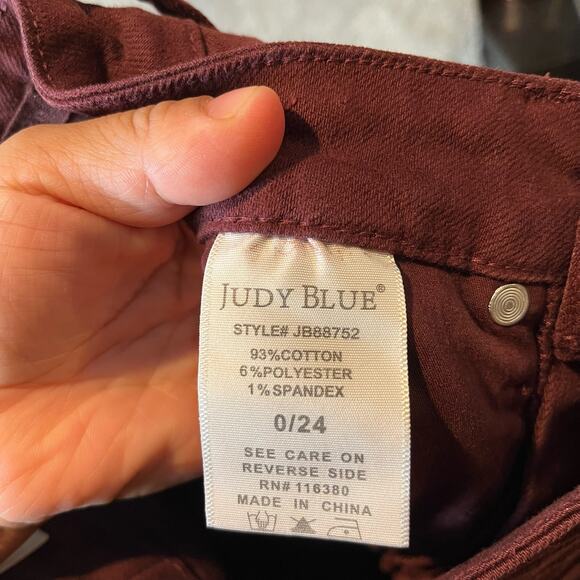 JUDY BLUE®
STYLE# JB88752
93%COTTON
6%POLYESTER
1%SPANDEX
0/24
SEE CARE ON
REVERSE SIDE
RN# 116380
MADE IN CHINA